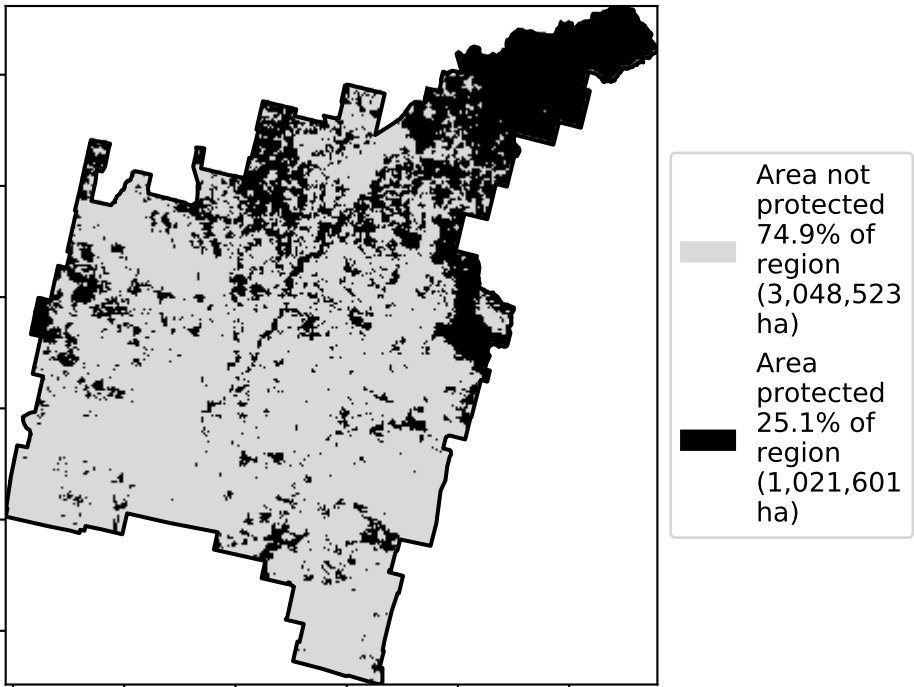 Area not
protected
74.9% of
region
(3,048,523
ha)
Area
protected
25.1% of
region
(1,021,601
ha)